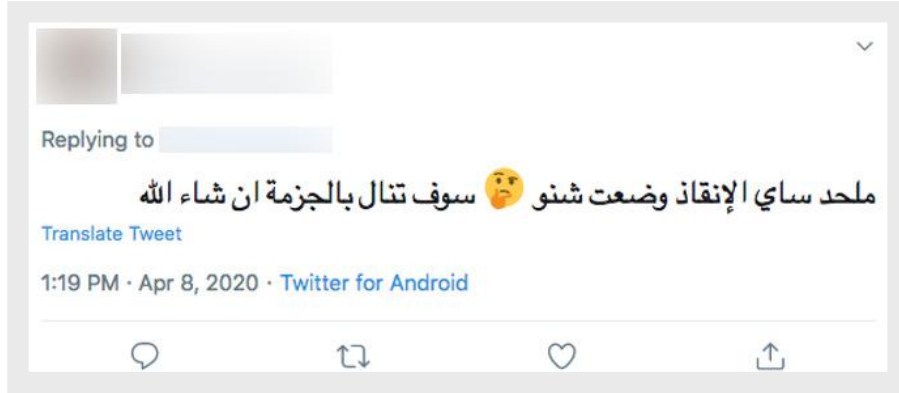 Replying to
ملحد ساي الإنقاذ وضعت شنو 🤔 سوف تنال بالجزمة ان شاء الله
Translate Tweet
1:19 PM · Apr 8, 2020 · Twitter for Android